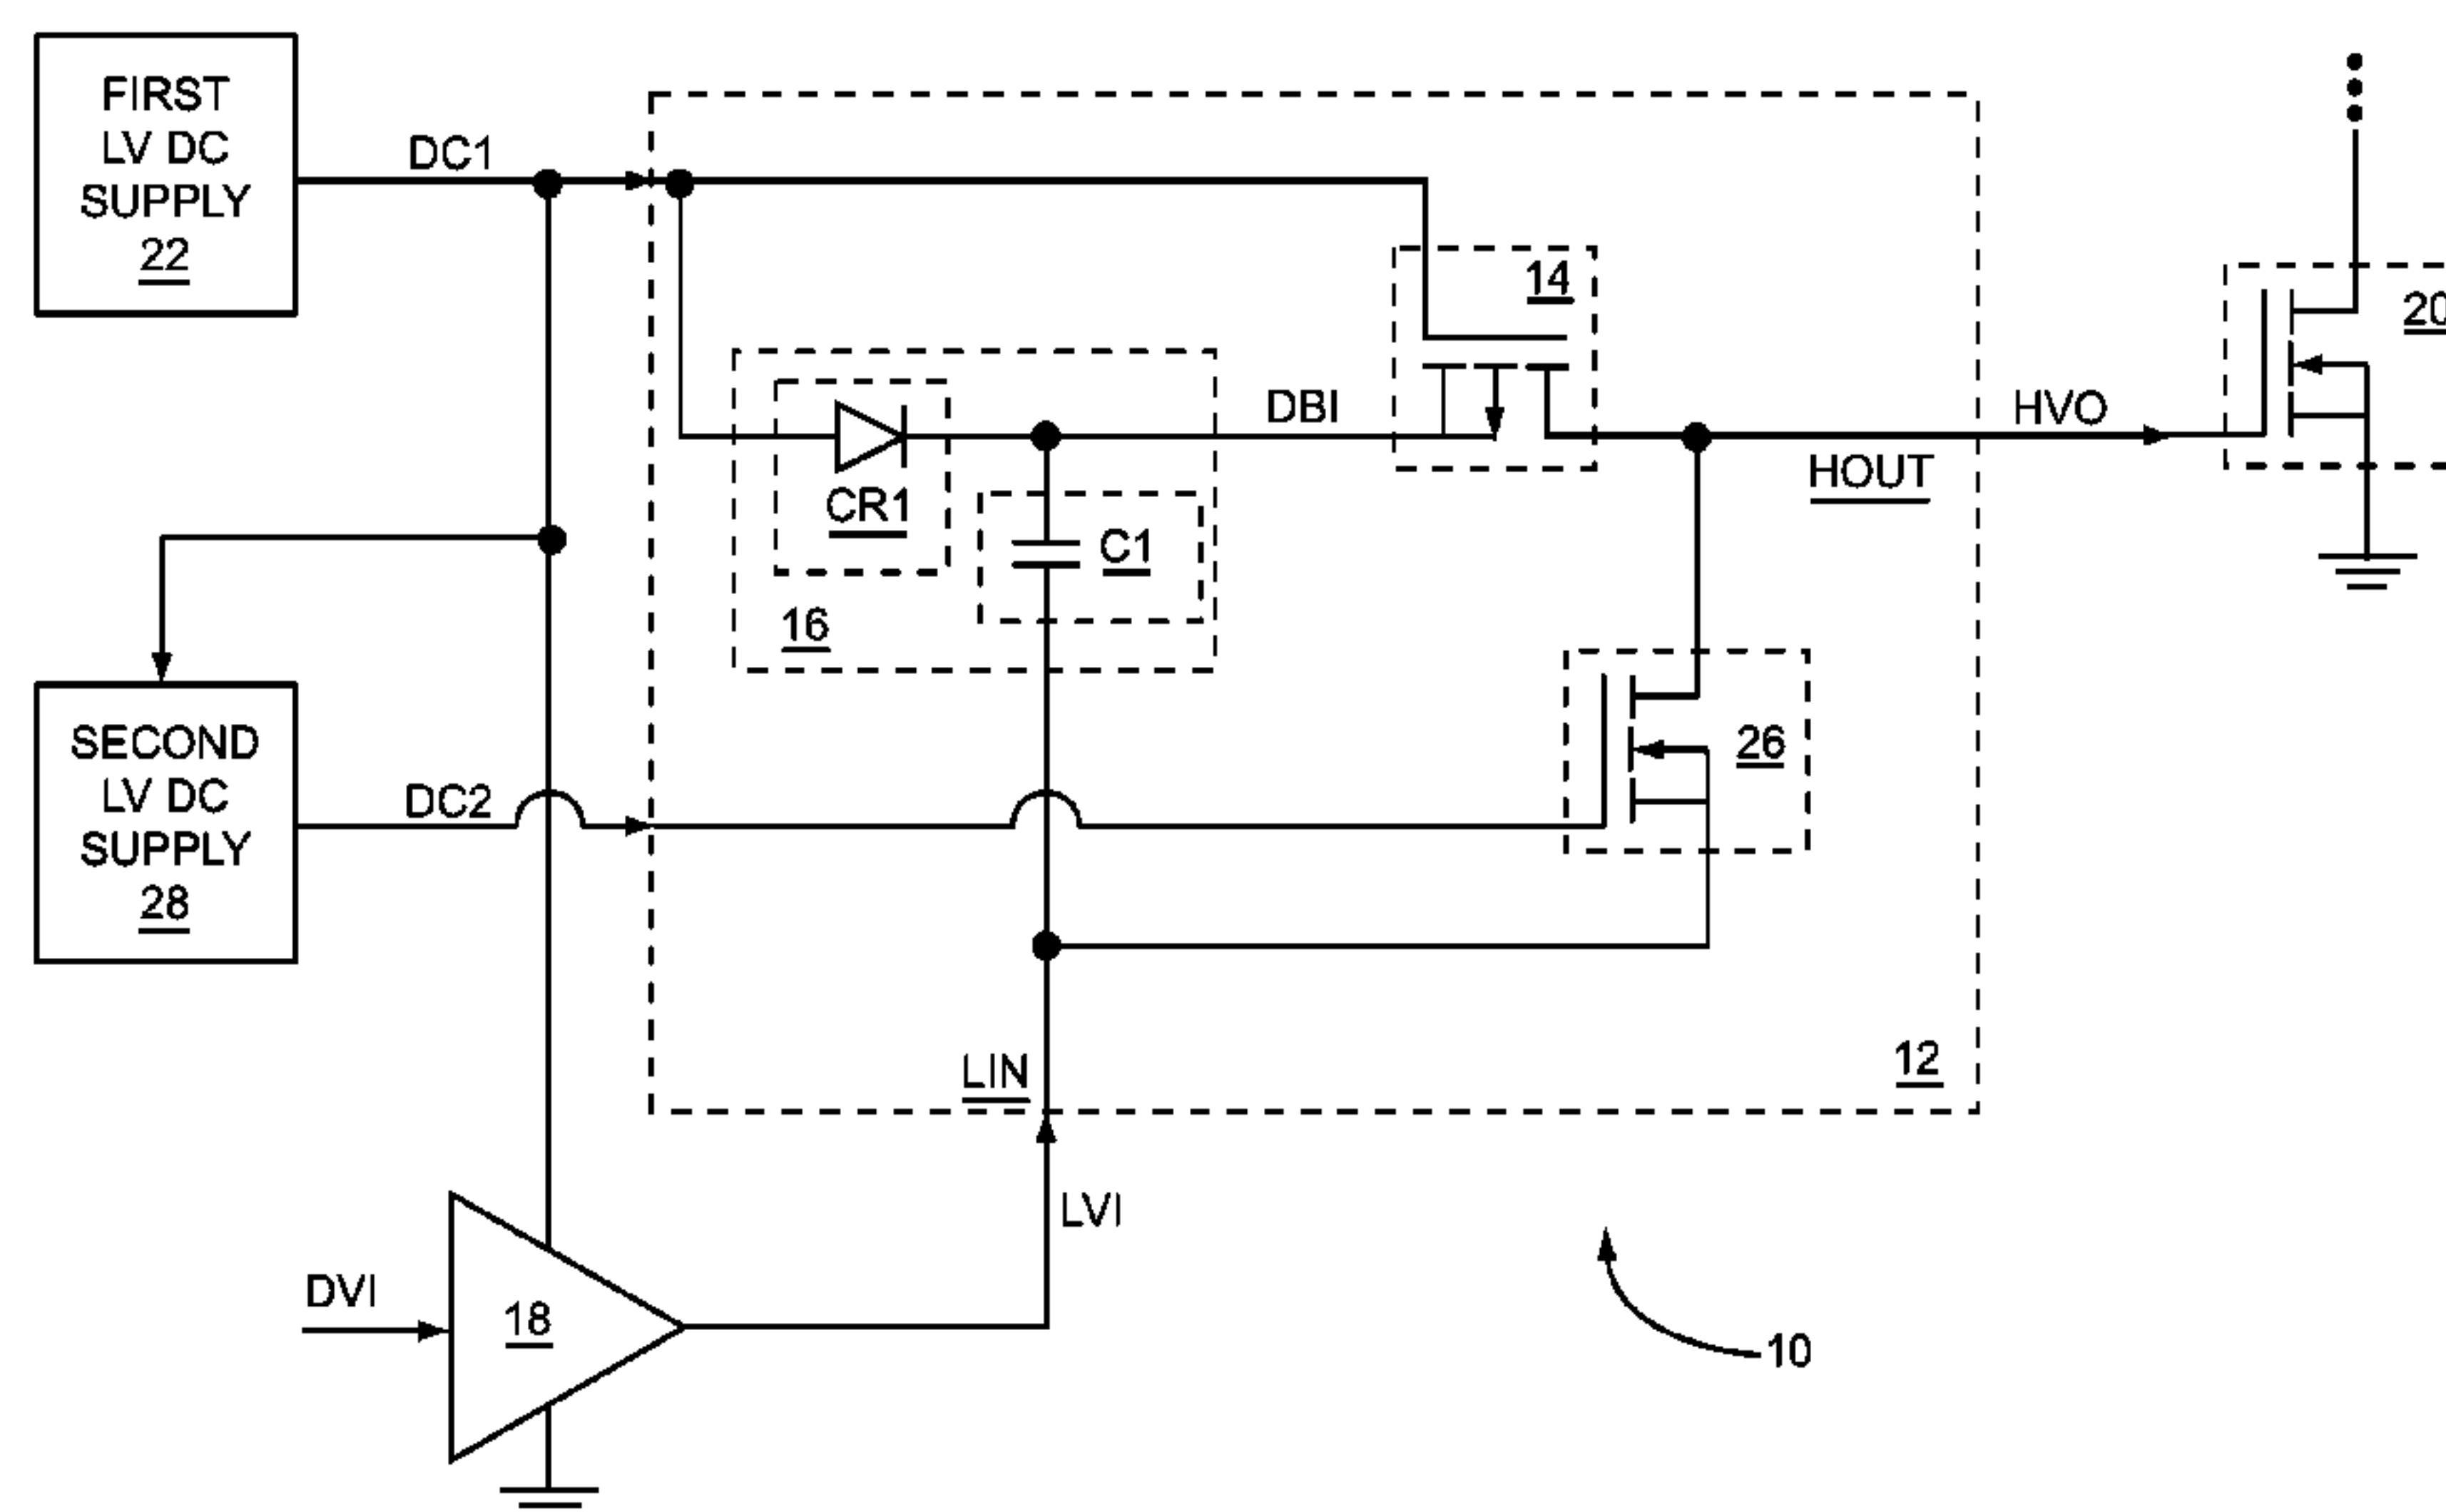 FIRST
LV DC
SUPPLY
22
DC1
14
20
DBI
HVO
HOUT
CR1
C1
16
SECOND
LV DC
SUPPLY
28
DC2
26
LIN
12
LVI
DVI
18
10